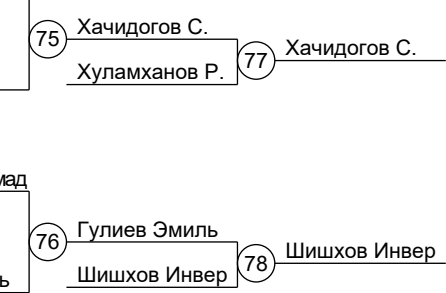 75
Хачидогов С.
Хуламханов Р.
77
Хачидогов С.
76
Гулиев Эмиль
Шишхов Инвер
78
Шишхов Инвер